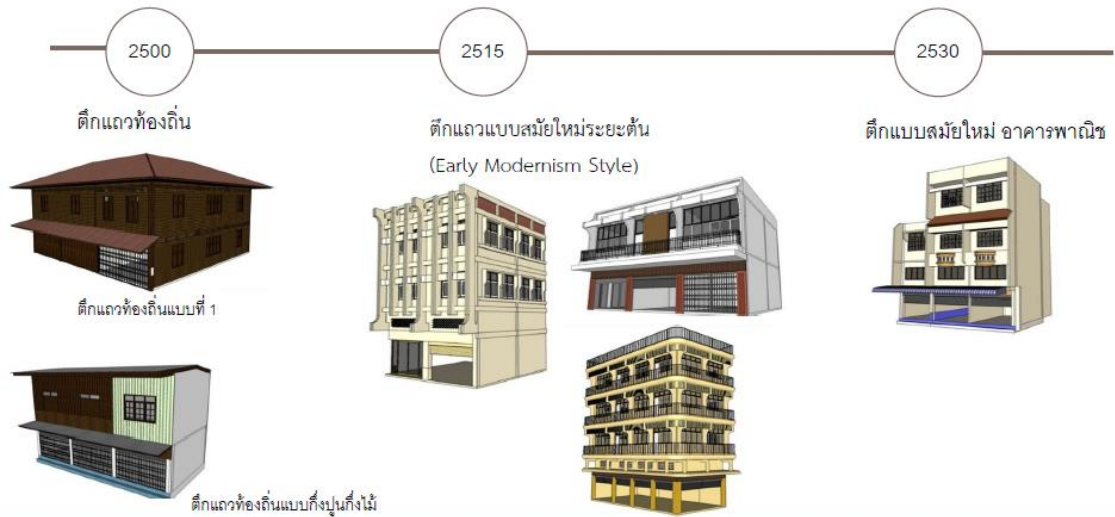 2500
2515
2530
ตึกแถวท้องถิ่น
ตึกแถวแบบสมัยใหม่ระยะต้น
(Early Modernism Style)
ตึกแบบสมัยใหม่ อาคารพาณิช
ตึกแถวท้องถิ่นแบบที่ 1
ตึกแถวท้องถิ่นแบบกึ่งปูนกึ่งไม้